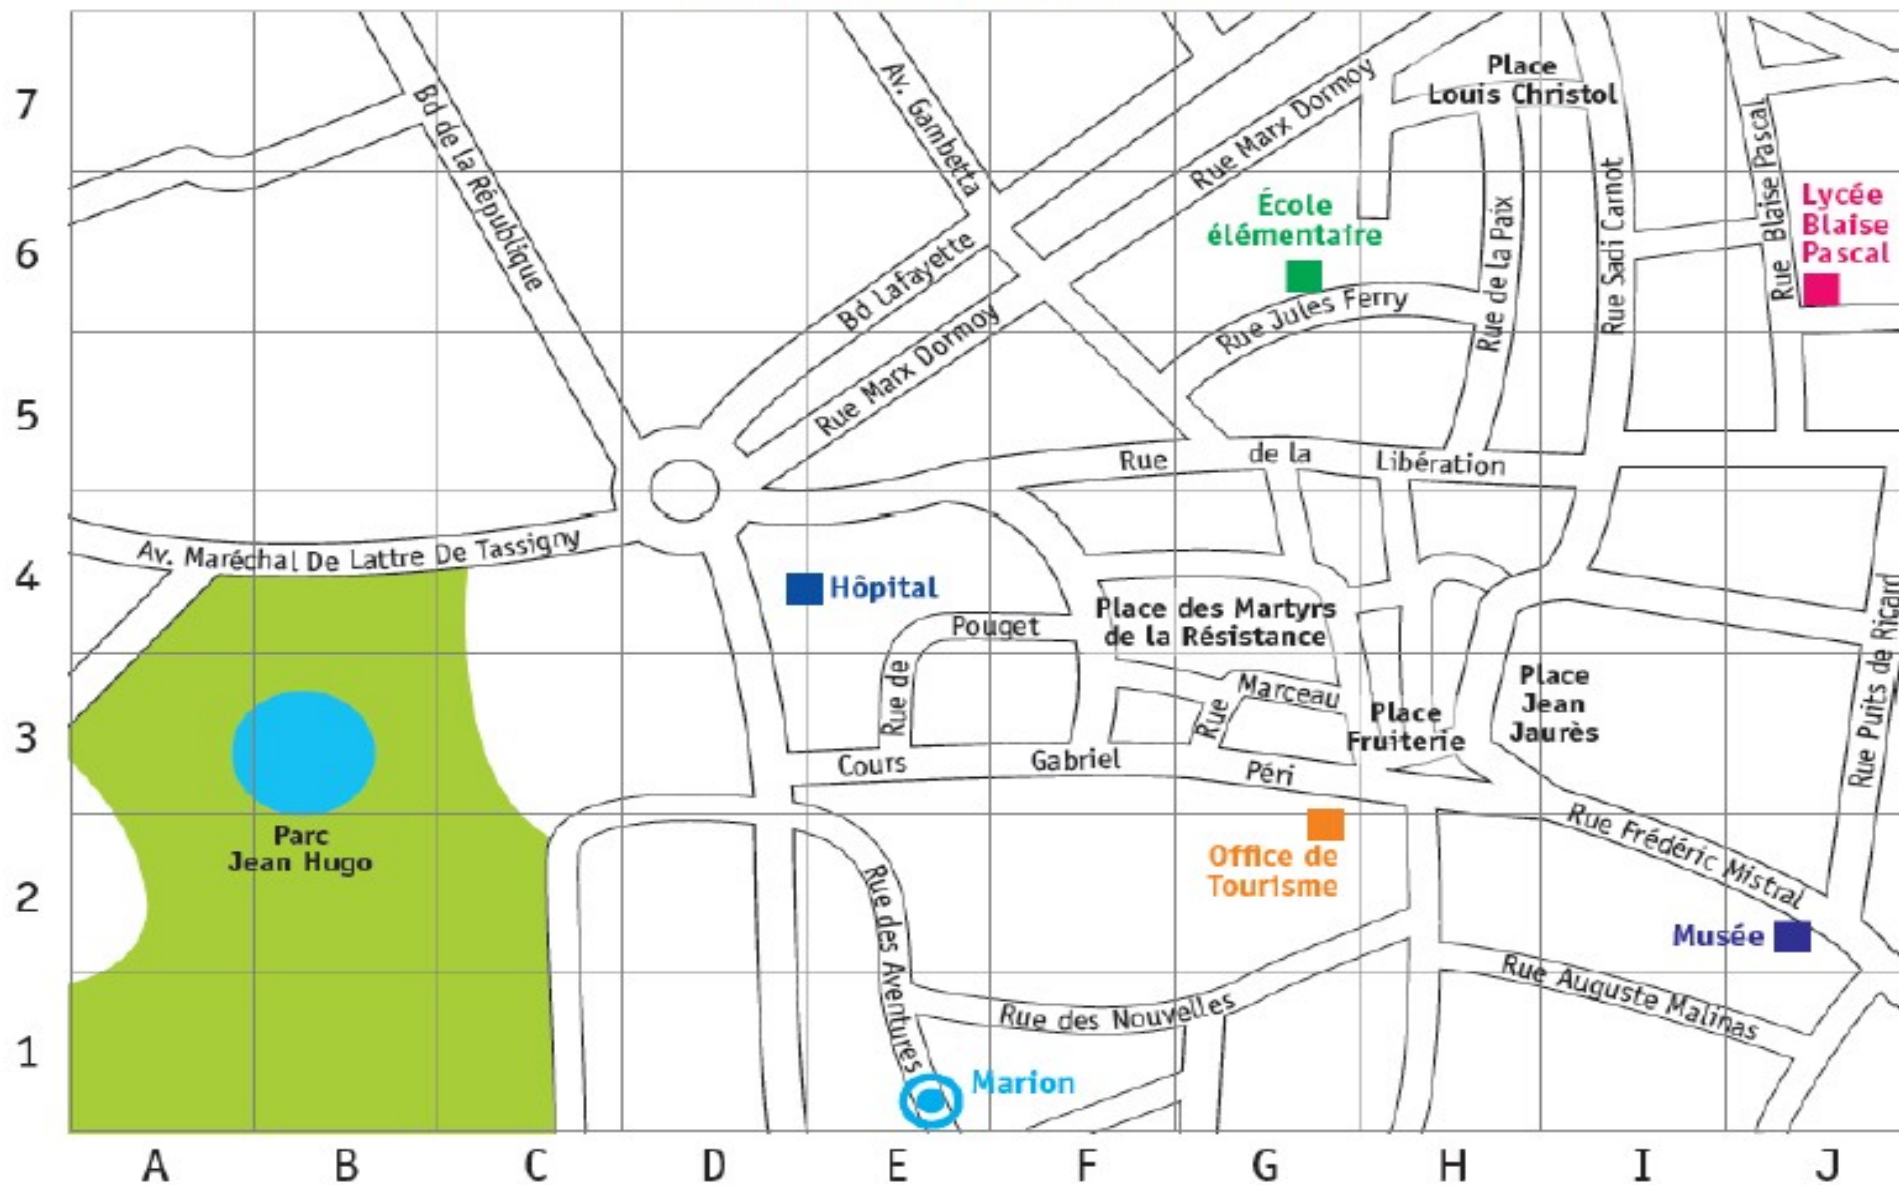 7
6
5
4
3
2
1
Bd de la République
Av. Gambetta
Rue Marx Dormoy
Place
Louis Christol
Rue Blaise Pascal
Lycée
Blaise
Pascal
École
élémentaire
Rue de la Paix
Rue Sadi Carnot
Bd Lafayette
Rue Jules Ferry
Rue Marx Dormoy
Rue de la Libération
Av. Maréchal De Lattre De Tassigny
Hôpital
Place des Martyrs
de la Résistance
Rue de Pouget
Rue Marceau
Place
Fruiterie
Place
Jean
Jaurès
Rue Puits de Ricard
Cours Gabriel Péri
Parc
Jean Hugo
Office de
Tourisme
Rue Frédéric Mistral
Musée
Rue des Aventures
Rue des Nouvelles
Rue Auguste Malinas
Marion
A B C D E F G H I J